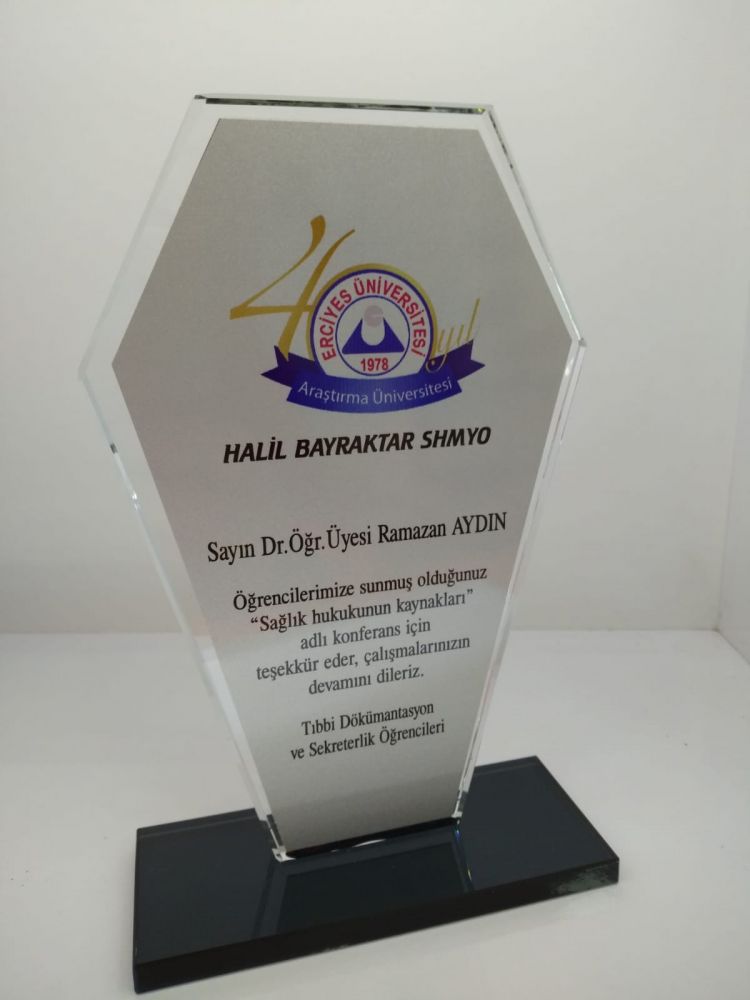 40.yıl
ERCİYES ÜNİVERSİTESİ
1978
Araştırma Üniversitesi
HALİL BAYRAKTAR SHMYO
Sayın Dr.Öğr.Üyesi Ramazan AYDIN
Öğrencilerimize sunmuş olduğunuz
“Sağlık hukukunun kaynakları”
adlı konferans için
teşekkür eder, çalışmalarınızın
devamını dileriz.
Tıbbi Dökümantasyon
ve Sekreterlik Öğrencileri